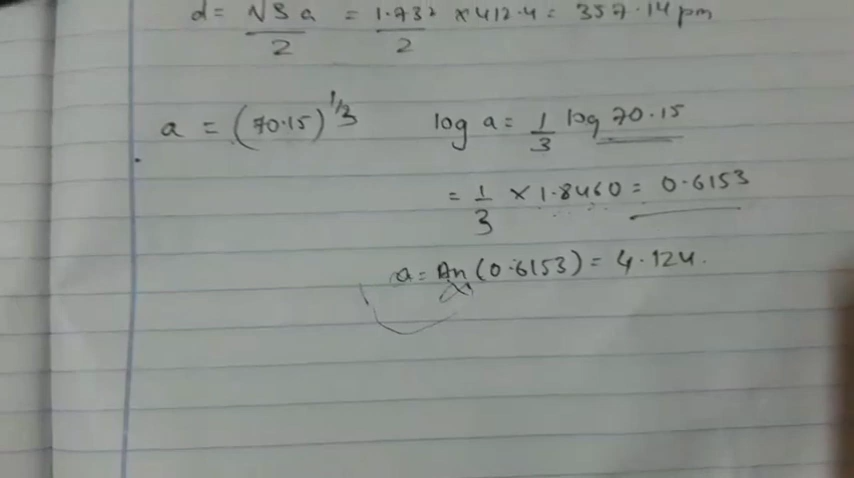 d = √3 a / 2 = 1.732 / 2 × 412.4 = 357.14 pm
a = (70.15)^1/3
log a = 1/3 log 70.15
= 1/3 × 1.8460 = 0.6153
a = An (0.6153) = 4.124.